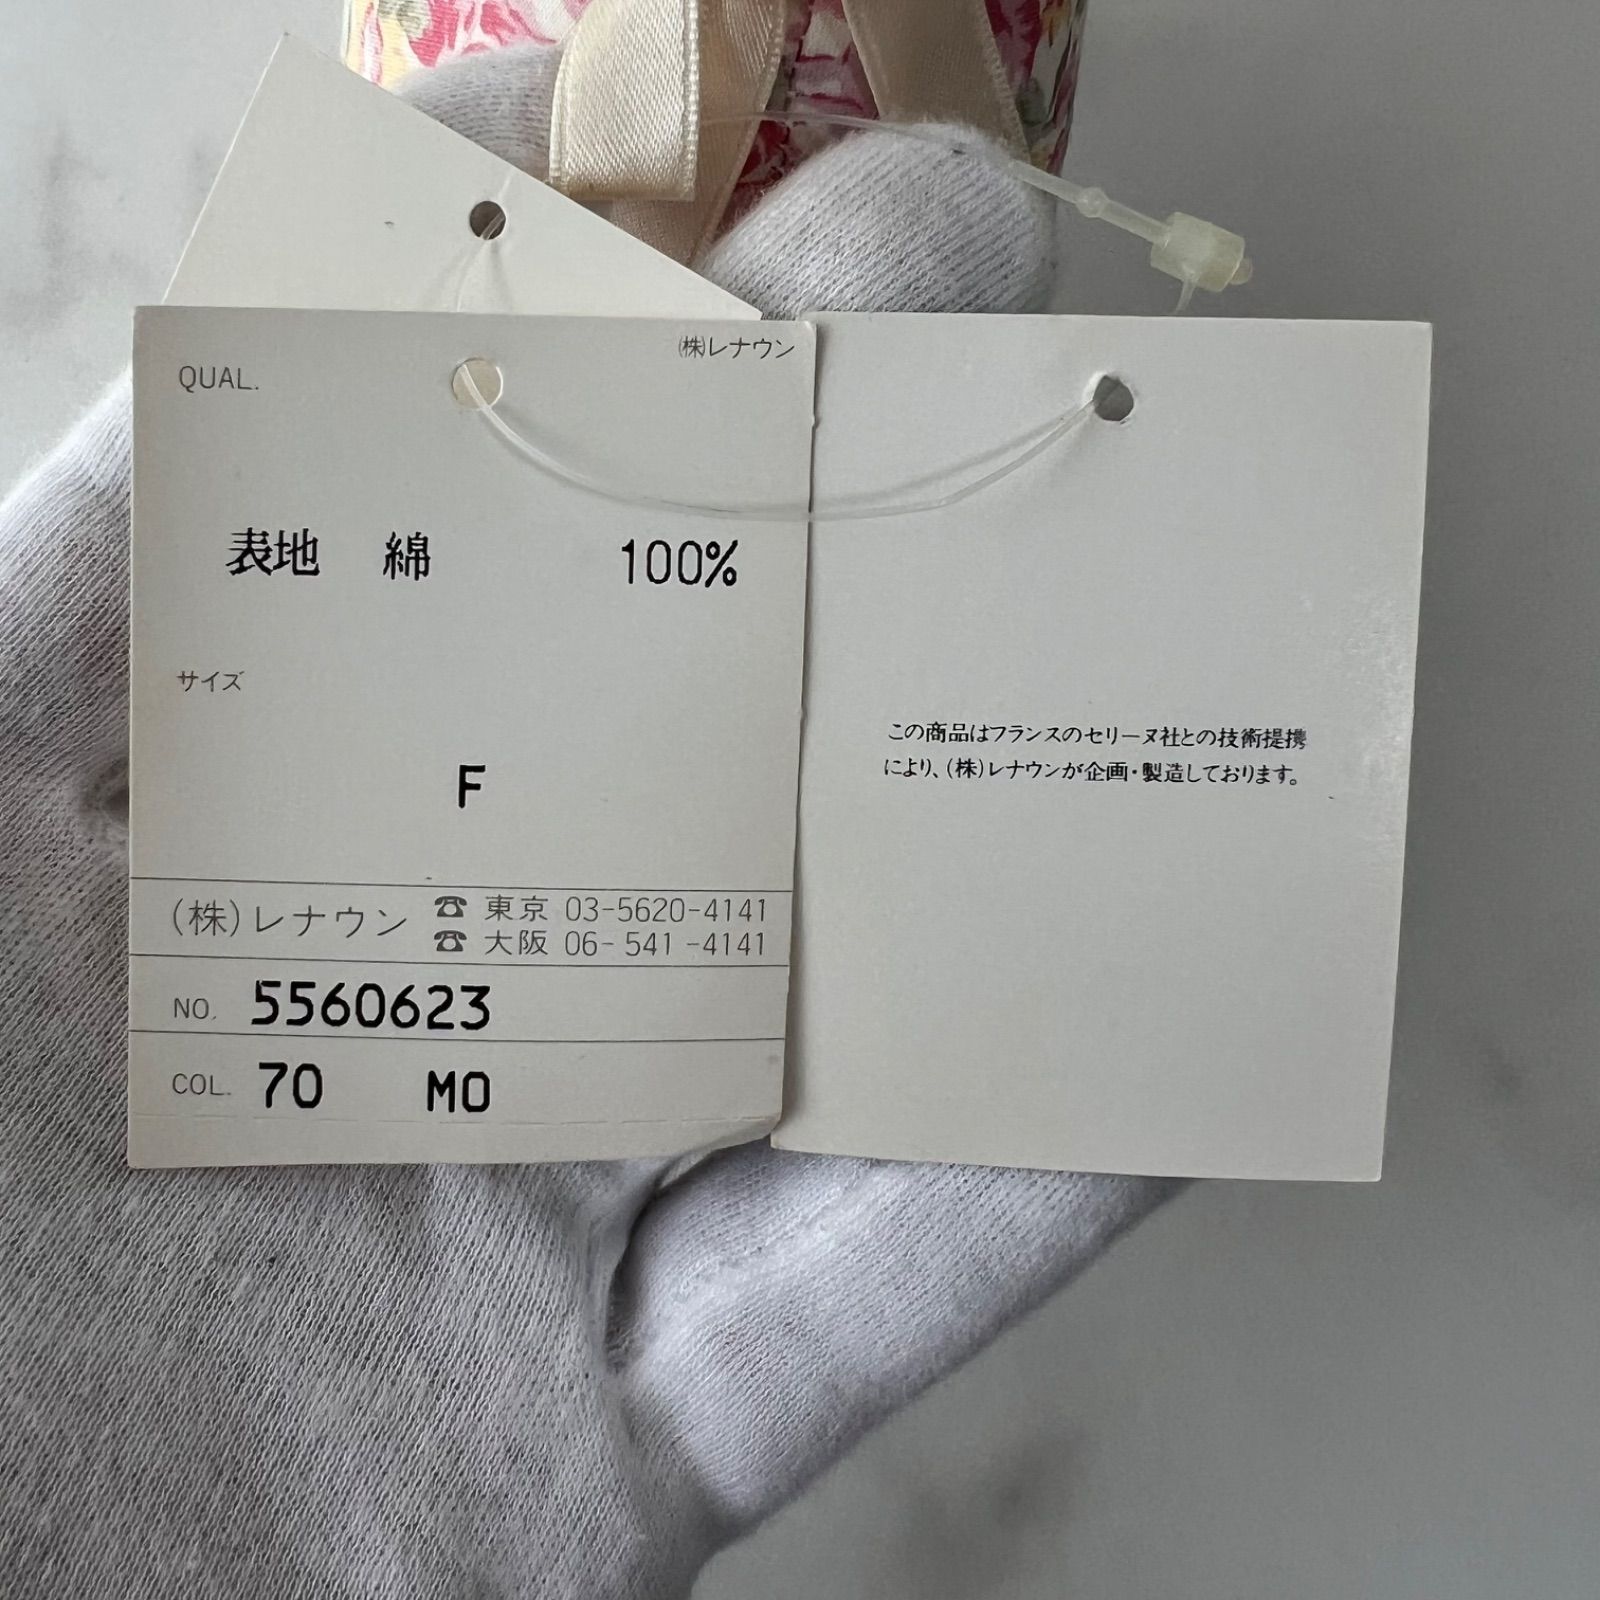 (株)レナウン
QUAL.
表地 綿 100%
サイズ
F
(株)レナウン ☎ 東京 03-5620-4141
☎ 大阪 06-541-4141
NO. 5560623
COL. 70 MO
この商品はフランスのセリーヌ社との技術提携
により、(株)レナウンが企画・製造しております。